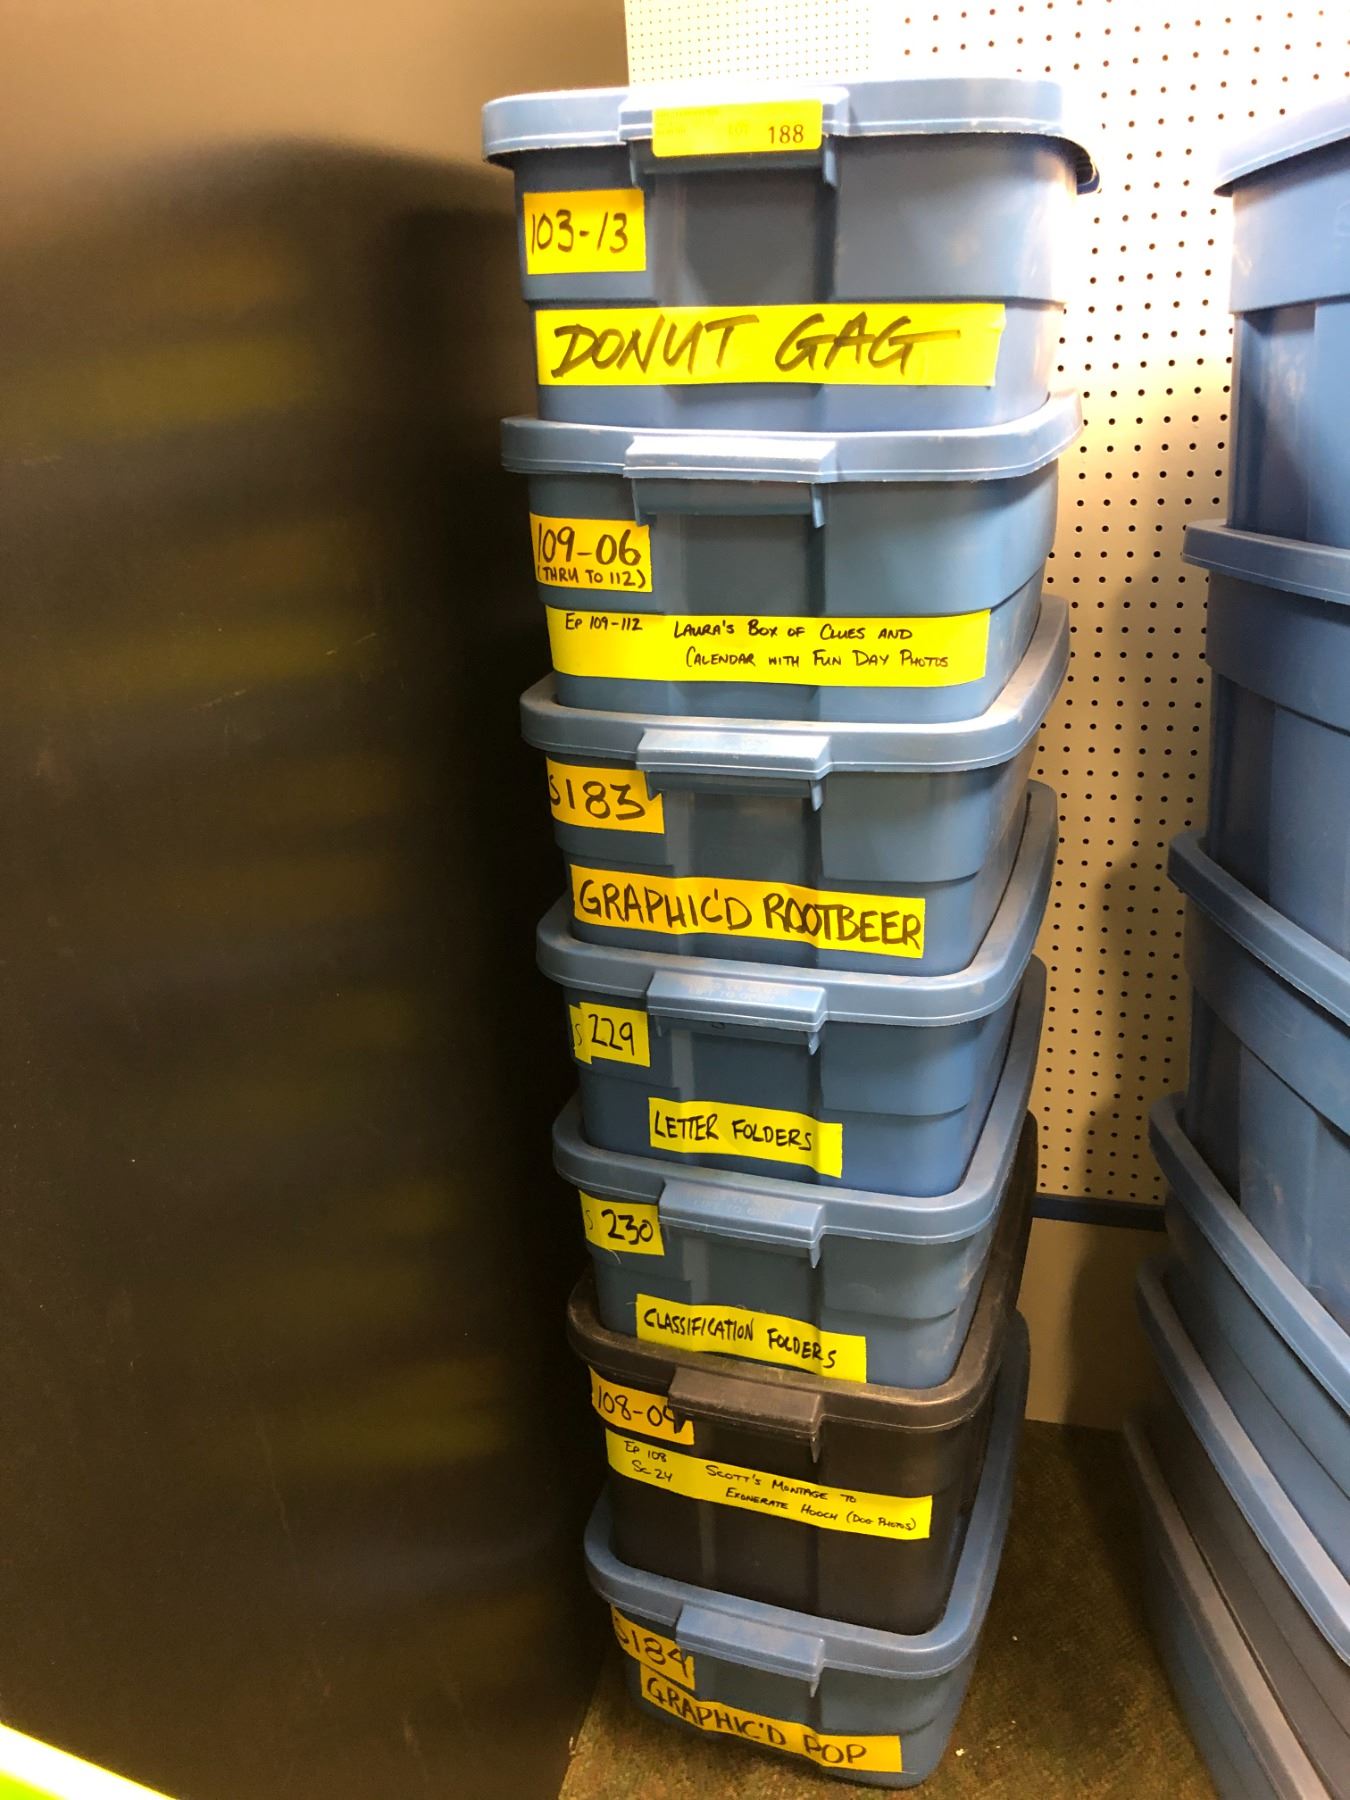 LOT 188
103-13
DONUT GAG
109-06
(THRU TO 112)
EP 109-112 LAURA'S BOX OF CLUES AND
CALENDAR WITH FUN DAY PHOTOS
S183
GRAPHIC'D ROOTBEER
S 229
LETTER FOLDERS
S 230
CLASSIFICATION FOLDERS
108-09
EP 108 SCOTT'S MONTAGE TO
SC 24 EXONERATE HOOCH (DOG PHOTOS)
S184
GRAPHIC'D POP